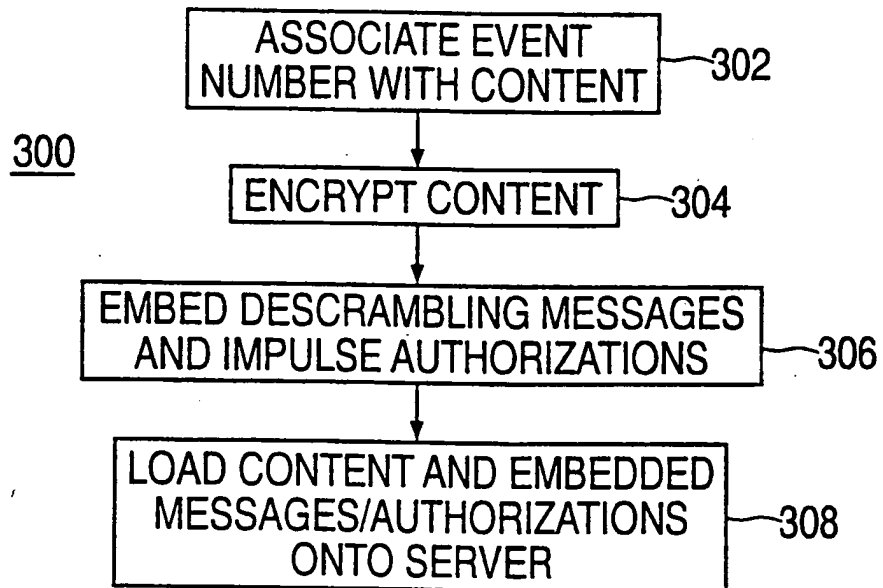 ASSOCIATE EVENT
NUMBER WITH CONTENT
302
300
ENCRYPT CONTENT
304
EMBED DESCRAMBLING MESSAGES
AND IMPULSE AUTHORIZATIONS
306
LOAD CONTENT AND EMBEDDED
MESSAGES/AUTHORIZATIONS
ONTO SERVER
308